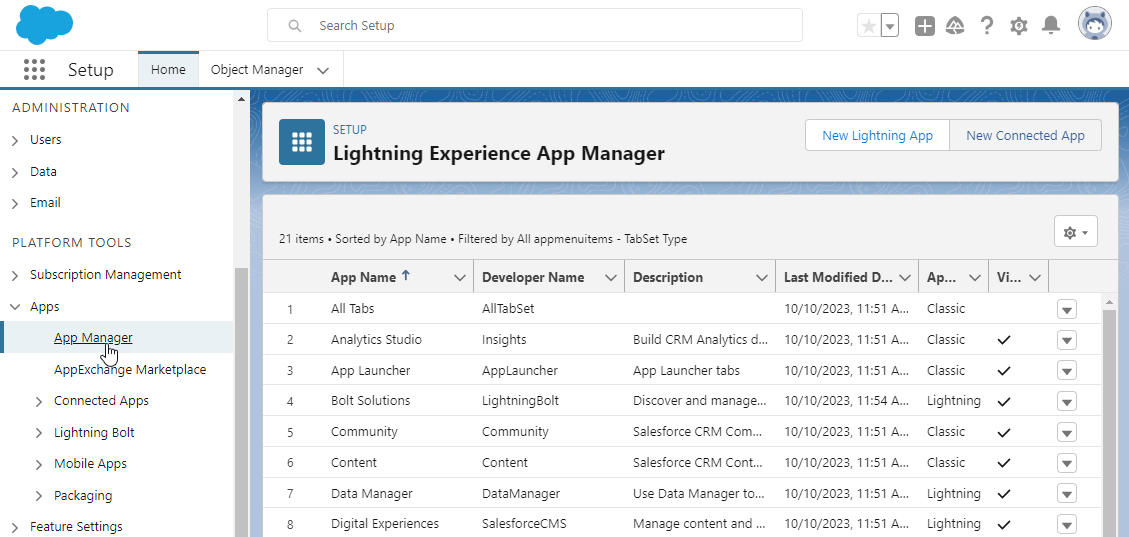 Search Setup
Setup
Home
Object Manager
ADMINISTRATION
Users
Data
Email
PLATFORM TOOLS
Subscription Management
Apps
App Manager
AppExchange Marketplace
Connected Apps
Lightning Bolt
Mobile Apps
Packaging
Feature Settings
SETUP
Lightning Experience App Manager
New Lightning App New Connected App
21 items • Sorted by App Name • Filtered by All appmenuitems - TabSet Type
App Name Developer Name Description Last Modified D... Ap... Vi...
1 All Tabs AllTabSet 10/10/2023, 11:51 A... Classic
2 Analytics Studio Insights Build CRM Analytics d... 10/10/2023, 11:51 A... Classic
3 App Launcher AppLauncher App Launcher tabs 10/10/2023, 11:51 A... Classic
4 Bolt Solutions LightningBolt Discover and manage... 10/10/2023, 11:54 A... Lightning
5 Community Community Salesforce CRM Com... 10/10/2023, 11:51 A... Classic
6 Content Content Salesforce CRM Cont... 10/10/2023, 11:51 A... Classic
7 Data Manager DataManager Use Data Manager to... 10/10/2023, 11:51 A... Lightning
8 Digital Experiences SalesforceCMS Manage content and ... 10/10/2023, 11:51 A... Lightning